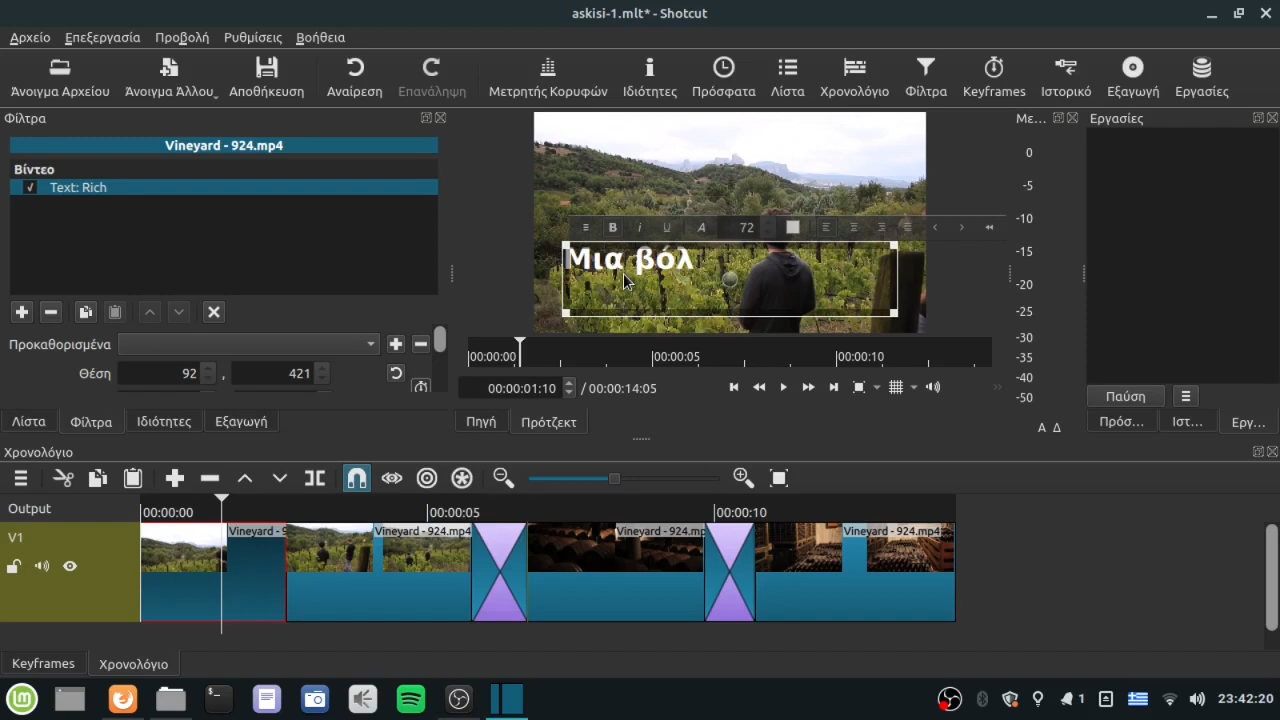 askisi-1.mlt* - Shotcut
Αρχείο Επεξεργασία Προβολή Ρυθμίσεις Βοήθεια
Άνοιγμα Αρχείου Άνοιγμα Άλλου Αποθήκευση Αναίρεση Επανάληψη Μετρητής Κορυφών Ιδιότητες Πρόσφατα Λίστα Χρονολόγιο Φίλτρα Keyframes Ιστορικό Εξαγωγή Εργασίες
Φίλτρα
Με...
Εργασίες
Vineyard - 924.mp4
Βίντεο
Text: Rich
B i U A 72
Μια βόλ
0
-5
-10
-15
-20
-25
-30
-35
-40
-50
Προκαθορισμένα
Θέση 92 , 421
00:00:00 00:00:05 00:00:10
00:00:01:10 / 00:00:14:05
Παύση
Λίστα Φίλτρα Ιδιότητες Εξαγωγή
Πηγή Πρότζεκτ
Α Δ
Πρόσ... Ιστ... Εργ...
Χρονολόγιο
Output
00:00:00 00:00:05 00:00:10
V1
Vineyard - 9 Vineyard - 924.mp4 Vineyard - 924.mp Vineyard - 924.mp4
Keyframes Χρονολόγιο
1 23:42:20